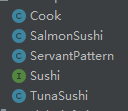 C Cook
C SalmonSushi
C ServantPattern
I Sushi
C TunaSushi